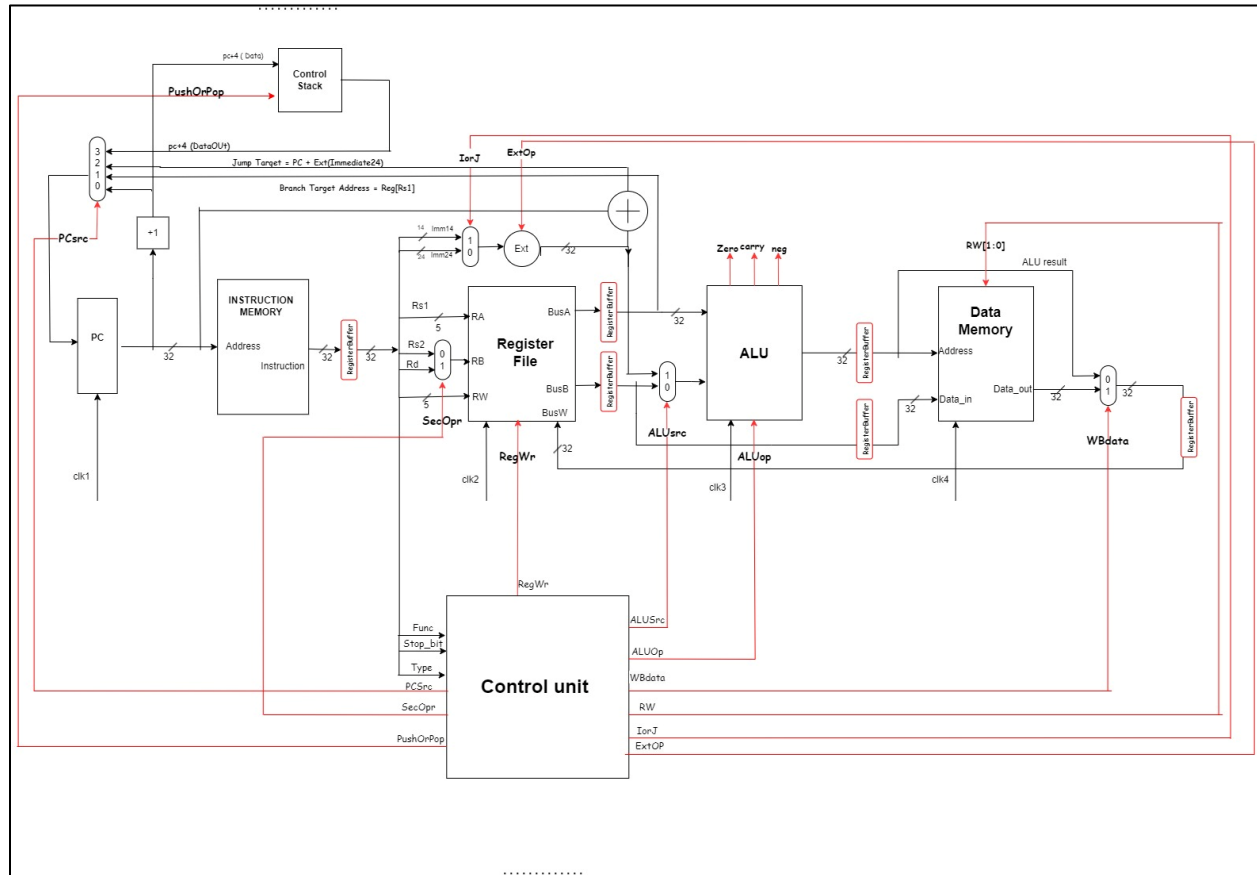 pc+4 ( Data)
Control
Stack
PushOrPop
pc+4 (DataOUt)
3
2
1
0
Jump Target = PC + Ext(Immediate24)
IorJ
ExtOp
Branch Target Address = Reg[Rs1]
PCsrc
+1
14 Imm14
24 Imm24
1
0
Ext
32
Zero carry neg
RW[1:0]
ALU result
PC
32
INSTRUCTION
MEMORY
Address
Instruction
32
RegisterBuffer
32
Rs1
5
Rs2
Rd
0
1
5
SecOpr
RA
RB
RW
Register
File
BusA
BusB
BusW
RegisterBuffer
RegisterBuffer
32
32
1
0
ALUsrc
ALU
32
RegisterBuffer
RegisterBuffer
32
Data
Memory
Address
Data_in
Data_out
32
0
1
32
RegisterBuffer
WBdata
RegWr
ALUop
clk1
clk2
clk3
clk4
RegWr
Func
Stop_bit
Type
PCSrc
SecOpr
PushOrPop
Control unit
ALUSrc
ALUOp
WBdata
RW
IorJ
ExtOP